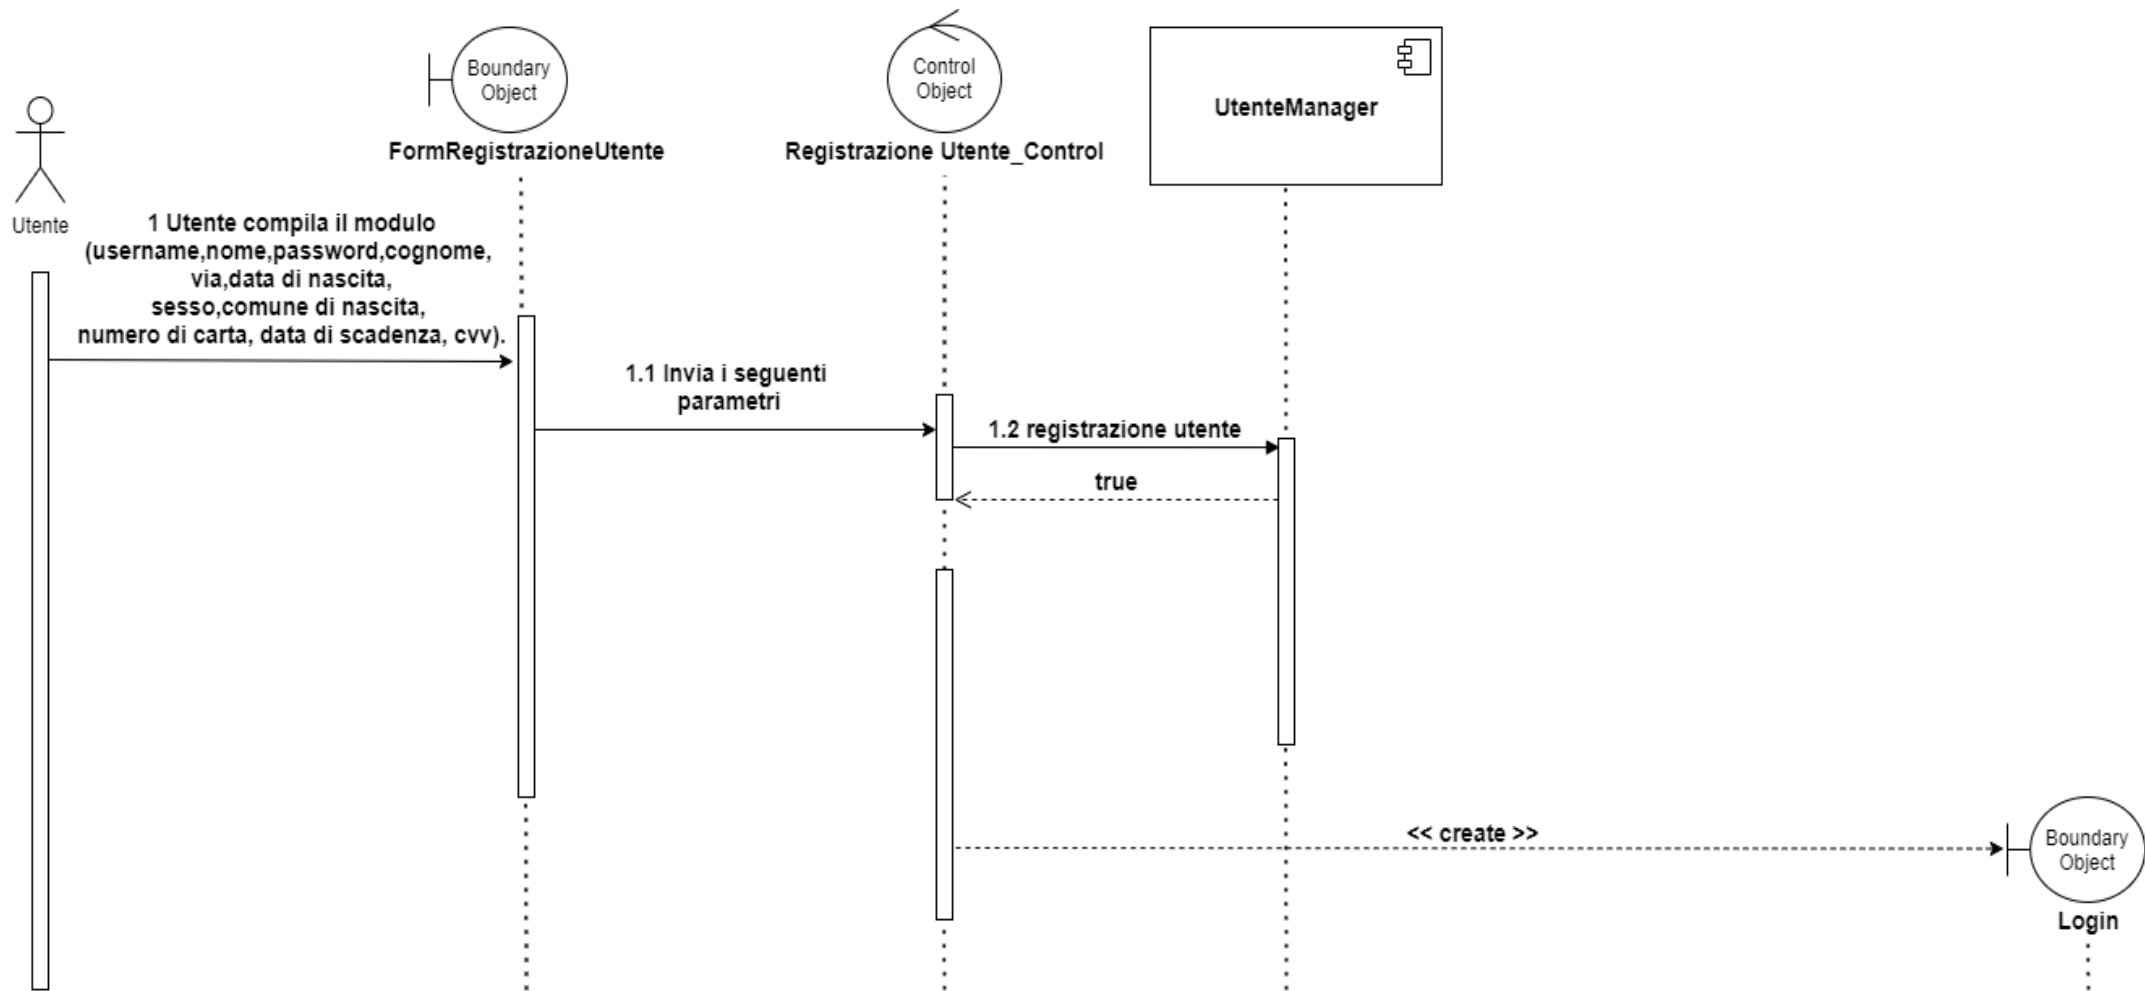 Boundary
Object
FormRegistrazioneUtente
Control
Object
Registrazione Utente_Control
UtenteManager
Utente
1 Utente compila il modulo
(username,nome,password,cognome,
via,data di nascita,
sesso,comune di nascita,
numero di carta, data di scadenza, cvv).
1.1 Invia i seguenti
parametri
1.2 registrazione utente
true
<< create >>
Boundary
Object
Login